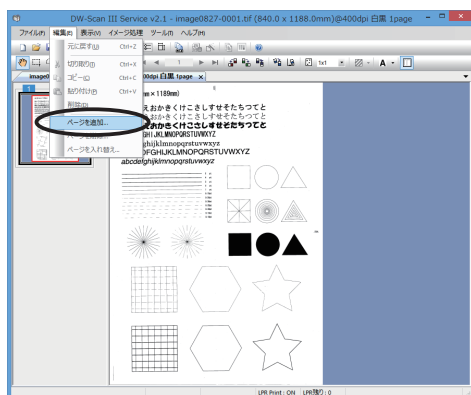 DW-Scan III Service v2.1 - image0827-0001.tif (840.0 x 1188.0mm)@400dpi 白黒 1page
ファイル(F) 編集(E) 表示(V) イメージ処理 ツール(T) ヘルプ(H)
元に戻す(U) Ctrl+Z
切り取り(T) Ctrl+X
コピー(C) Ctrl+C
貼り付け(P) Ctrl+V
削除(D)
ページを追加...
ページを入れ替え...
1 1x1 A
00dpi 白黒 1page x
m×1189mm)
えおかきくけこさしすせそたちつてと
えおかきくけこさしすせそたちつてと
えおかきくけこさしすせそたちつてと
GHIJKLMNOPQRSTUVWXYZ
ghijklmnopqrstuvwxyz
DFGHIJKLMNOPQRSTUVWXYZ
abcdefghijklmnopqrstuvwxyz
LPR Print : ON LPR残り : 0